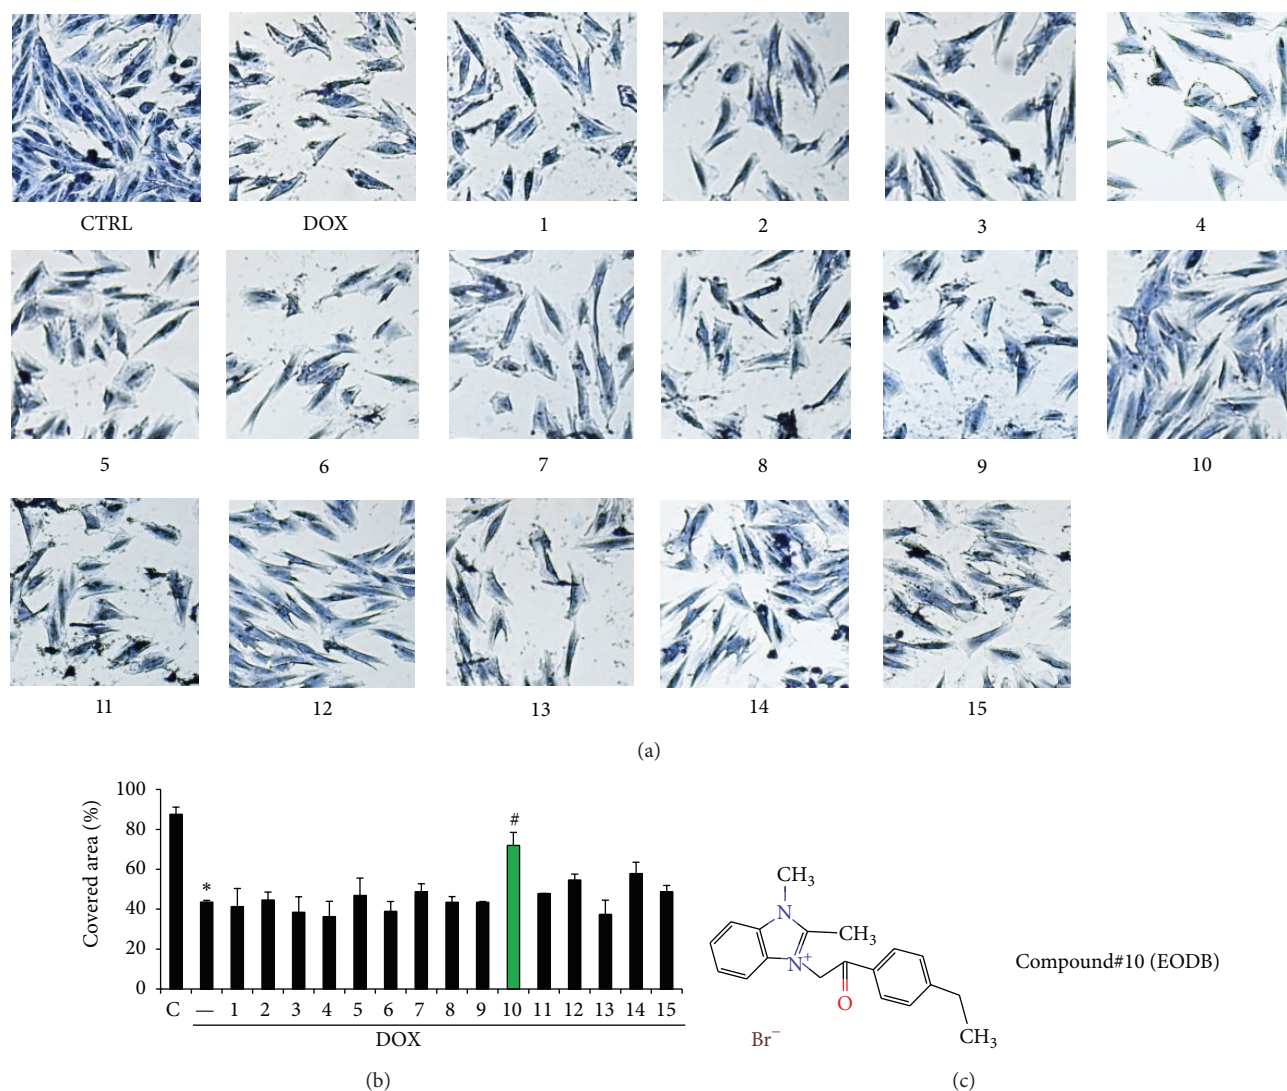 CTRL DOX 1 2 3 4
5 6 7 8 9 10
11 12 13 14 15
(a)
100
80
60
40
20
0
Covered area (%)
*
#
C — 1 2 3 4 5 6 7 8 9 10 11 12 13 14 15
DOX
(b)
CH3
N
CH3
N+
O
CH3
Br−
Compound#10 (EODB)
(c)